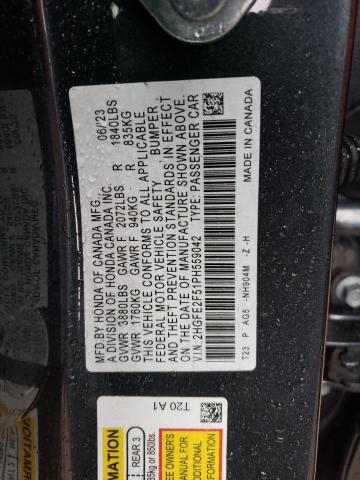 MFD. BY HONDA OF CANADA MFG. 06/'23
A DIVISION OF HONDA CANADA INC.
GVWR 3880LBS GAWR F 2072LBS R 1840LBS
GVWR 1760KG GAWR F 940KG R 835KG
THIS VEHICLE CONFORMS TO ALL APPLICABLE
FEDERAL MOTOR VEHICLE SAFETY, BUMPER,
AND THEFT PREVENTION STANDARDS IN EFFECT
ON THE DATE OF MANUFACTURE SHOWN ABOVE.
V.I.N: 2HGFE2F51PH559042 TYPE: PASSENGER CAR
T23 P AG5 -NH904M -Z -H
MADE IN CANADA
T20 A1
REAR 3
ADDITIONAL